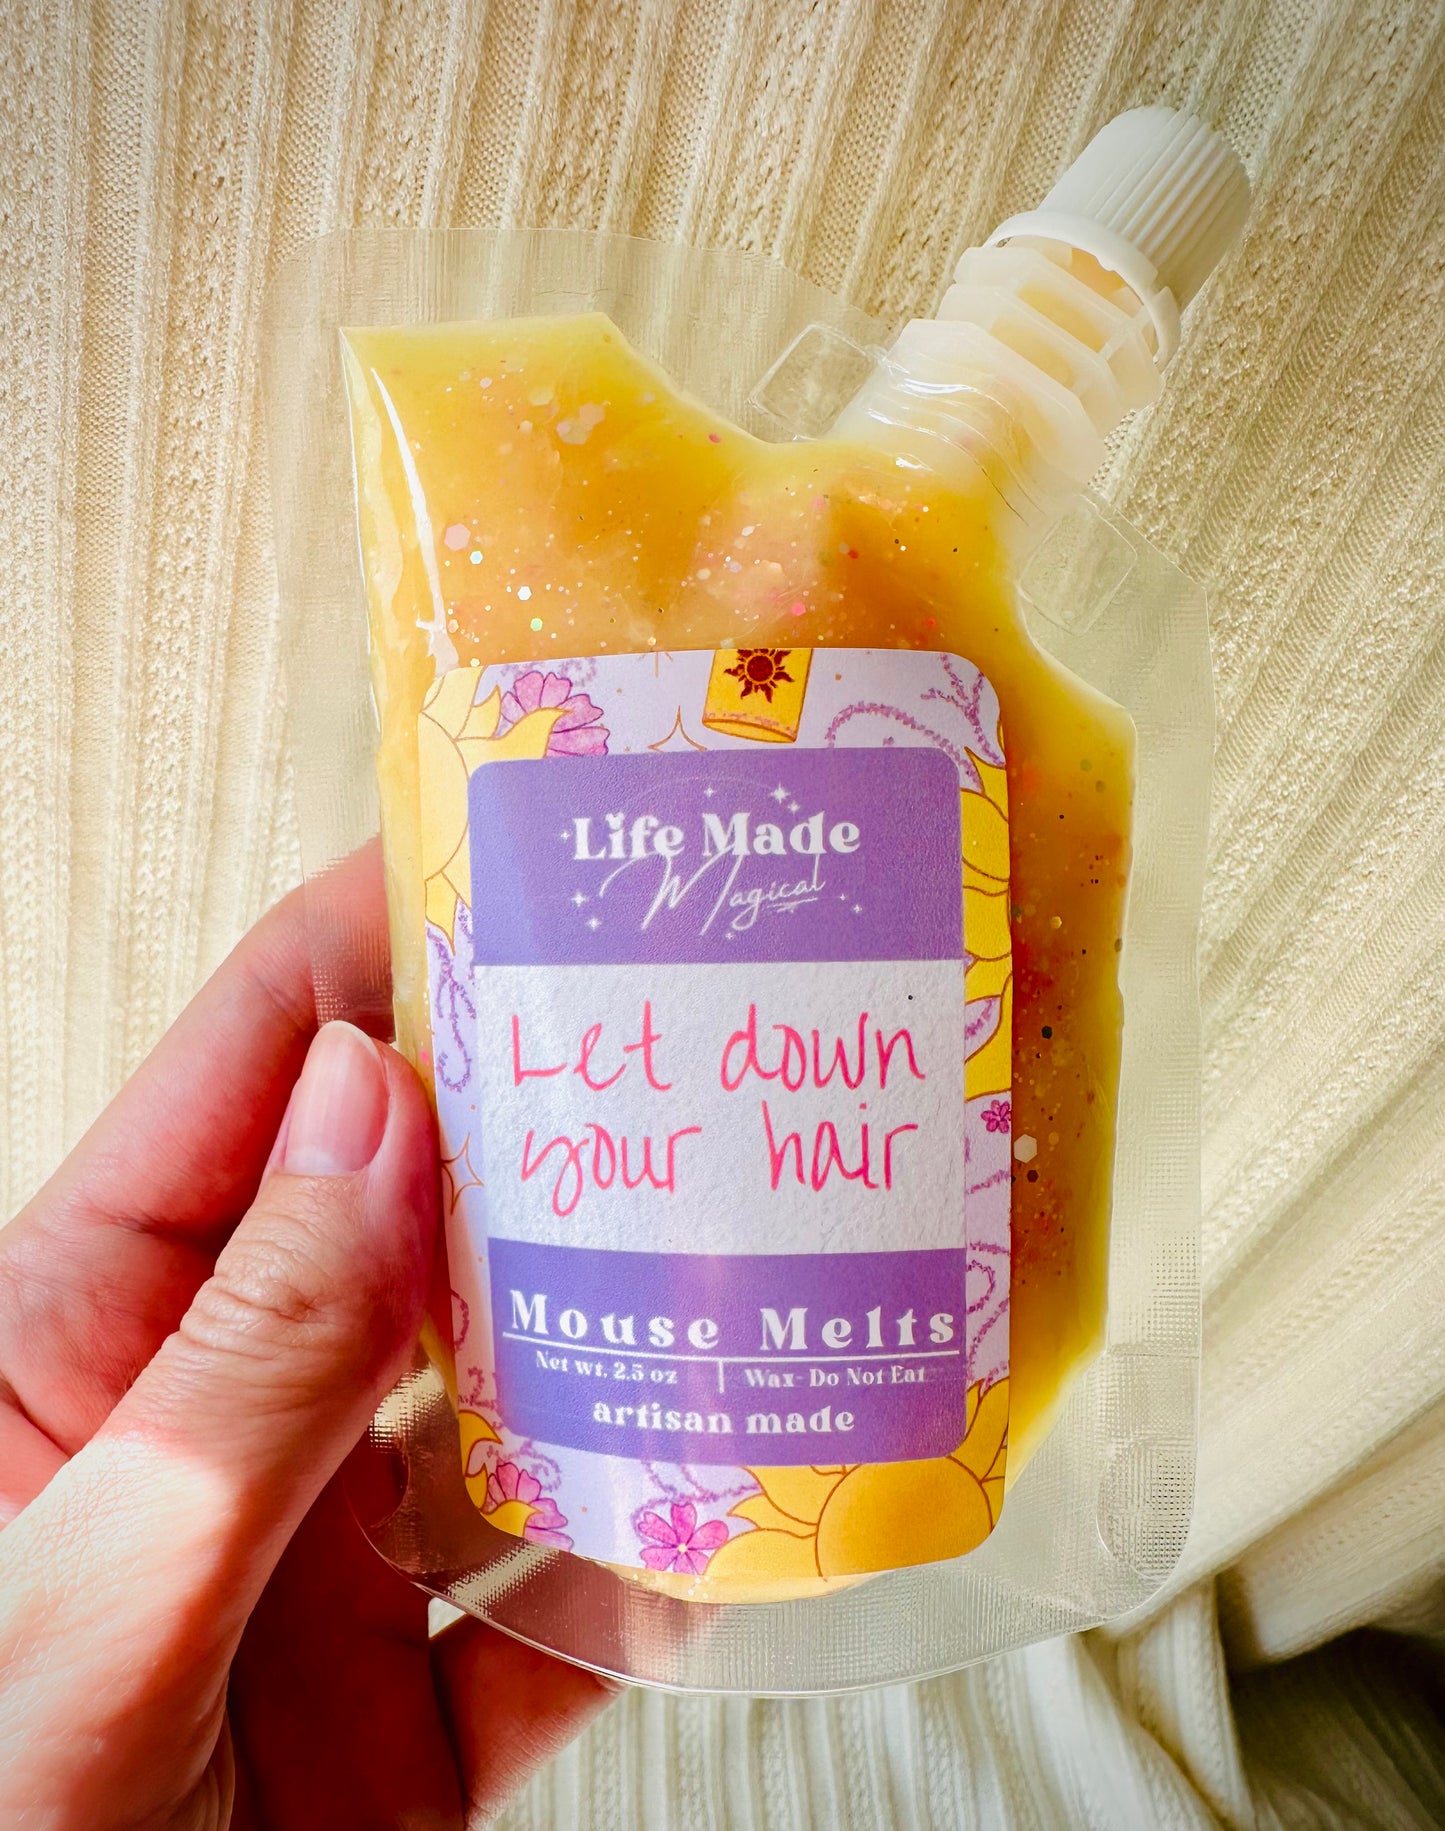 Life Made
Magical
Let down
your hair
Mouse Melts
Net wt. 2.5 oz
Wax- Do Not Eat
artisan made